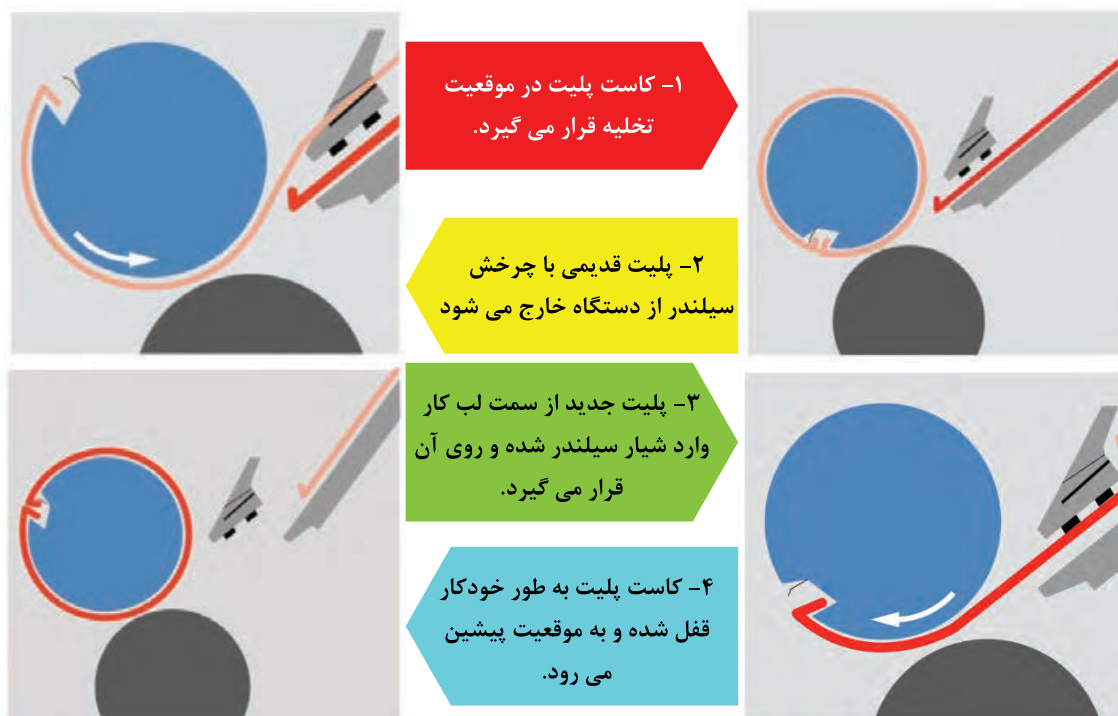 ۱- کاست پلیت در موقعیت
تخلیه قرار می گیرد.
۲- پلیت قدیمی با چرخش
سیلندر از دستگاه خارج می شود
۳- پلیت جدید از سمت لب کار
وارد شیار سیلندر شده و روی آن
قرار می گیرد.
۴- کاست پلیت به طور خودکار
قفل شده و به موقعیت پیشین
می رود.